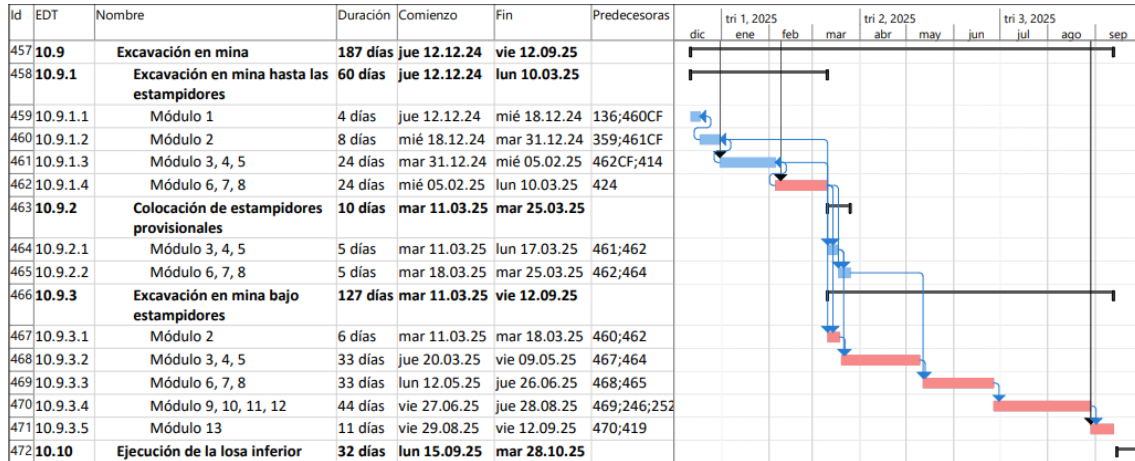 Id EDT Nombre Duración Comienzo Fin Predecesoras tri 1, 2025 tri 2, 2025 tri 3, 2025
dic ene feb mar abr may jun jul ago sep
457 10.9 Excavación en mina 187 días jue 12.12.24 vie 12.09.25
458 10.9.1 Excavación en mina hasta las 60 días jue 12.12.24 lun 10.03.25
estampidores
459 10.9.1.1 Módulo 1 4 días jue 12.12.24 mié 18.12.24 136;460CF
460 10.9.1.2 Módulo 2 8 días mié 18.12.24 mar 31.12.24 359;461CF
461 10.9.1.3 Módulo 3, 4, 5 24 días mar 31.12.24 mié 05.02.25 462CF;414
462 10.9.1.4 Módulo 6, 7, 8 24 días mié 05.02.25 lun 10.03.25 424
463 10.9.2 Colocación de estampidores 10 días mar 11.03.25 mar 25.03.25
provisionales
464 10.9.2.1 Módulo 3, 4, 5 5 días mar 11.03.25 lun 17.03.25 461;462
465 10.9.2.2 Módulo 6, 7, 8 5 días mar 18.03.25 mar 25.03.25 462;464
466 10.9.3 Excavación en mina bajo 127 días mar 11.03.25 vie 12.09.25
estampidores
467 10.9.3.1 Módulo 2 6 días mar 11.03.25 mar 18.03.25 460;462
468 10.9.3.2 Módulo 3, 4, 5 33 días jue 20.03.25 vie 09.05.25 467;464
469 10.9.3.3 Módulo 6, 7, 8 33 días lun 12.05.25 jue 26.06.25 468;465
470 10.9.3.4 Módulo 9, 10, 11, 12 44 días vie 27.06.25 jue 28.08.25 469;246;252
471 10.9.3.5 Módulo 13 11 días vie 29.08.25 vie 12.09.25 470;419
472 10.10 Ejecución de la losa inferior 32 días lun 15.09.25 mar 28.10.25